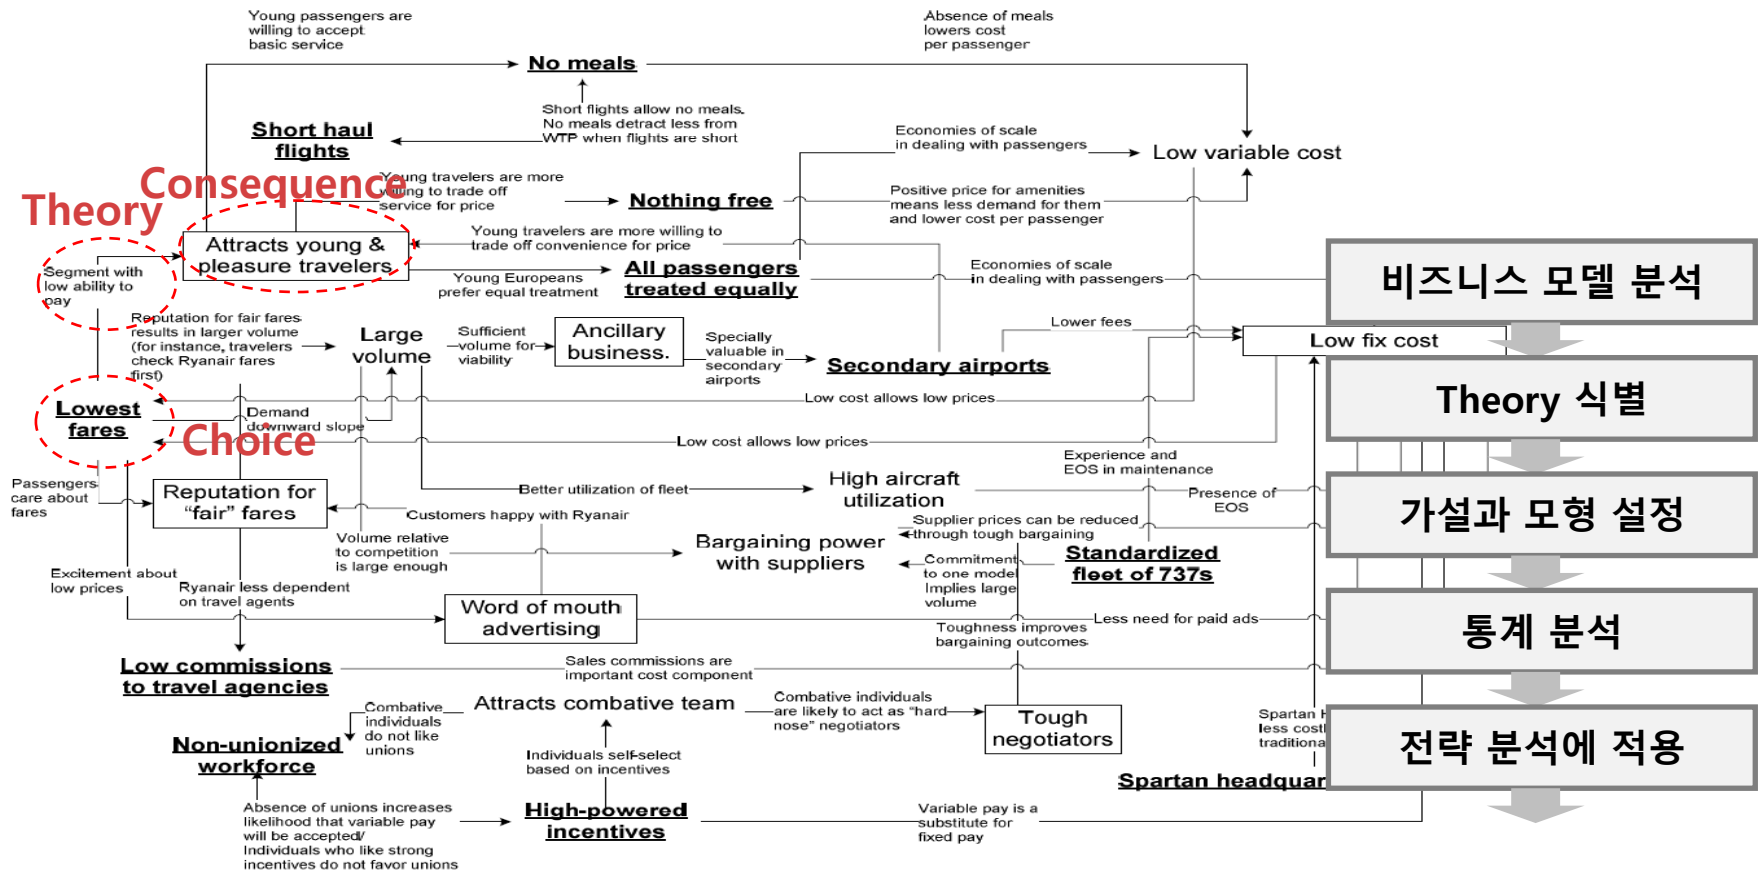 Young passengers are
willing to accept
basic service
Absence of meals
lowers cost
per passenger
No meals
Short flights allow no meals.
No meals detract less from
WTP when flights are short
Short haul
flights
Economies of scale
in dealing with passengers
Low variable cost
Consequence
Theory
Young travelers are more
willing to trade off
service for price
Nothing free
Positive price for amenities
means less demand for them
and lower cost per passenger
Attracts young &
pleasure travelers
Young travelers are more willing to
trade off convenience for price
Segment with
low ability to
pay
Young Europeans
prefer equal treatment
All passengers
treated equally
Economies of scale
in dealing with passengers
Reputation for fair fares
results in larger volume
(for instance, travelers
check Ryanair fares
first)
Large
volume
Sufficient
volume for
viability
Ancillary
business.
Specially
valuable in
secondary
airports
Secondary airports
Lower fees
Low fix cost
Low cost allows low prices
Lowest
fares
Demand
downward slope
Choice
Low cost allows low prices
Passengers
care about
fares
Reputation for
“fair” fares
Better utilization of fleet
High aircraft
utilization
Experience and
EOS in maintenance
Presence of
EOS
Customers happy with Ryanair
Volume relative
to competition
is large enough
Bargaining power
with suppliers
Supplier prices can be reduced
through tough bargaining
Commitment
to one model
Implies large
volume
Standardized
fleet of 737s
Excitement about
low prices
Ryanair less dependent
on travel agents
Word of mouth
advertising
Toughness improves
bargaining outcomes
Less need for paid ads
Low commissions
to travel agencies
Sales commissions are
important cost component
Combative
individuals
do not like
unions
Attracts combative team
Combative individuals
are likely to act as “hard
nose” negotiators
Tough
negotiators
Non-unionized
workforce
Individuals self-select
based on incentives
Spartan
less
traditional
Spartan
Absence of unions increases
likelihood that variable pay
will be accepted/
Individuals who like strong
incentives do not favor unions
High-powered
incentives
Variable pay is a
substitute for
fixed pay
비즈니스 모델 분석
Theory 식별
가설과 모형 설정
통계 분석
전략 분석에 적용